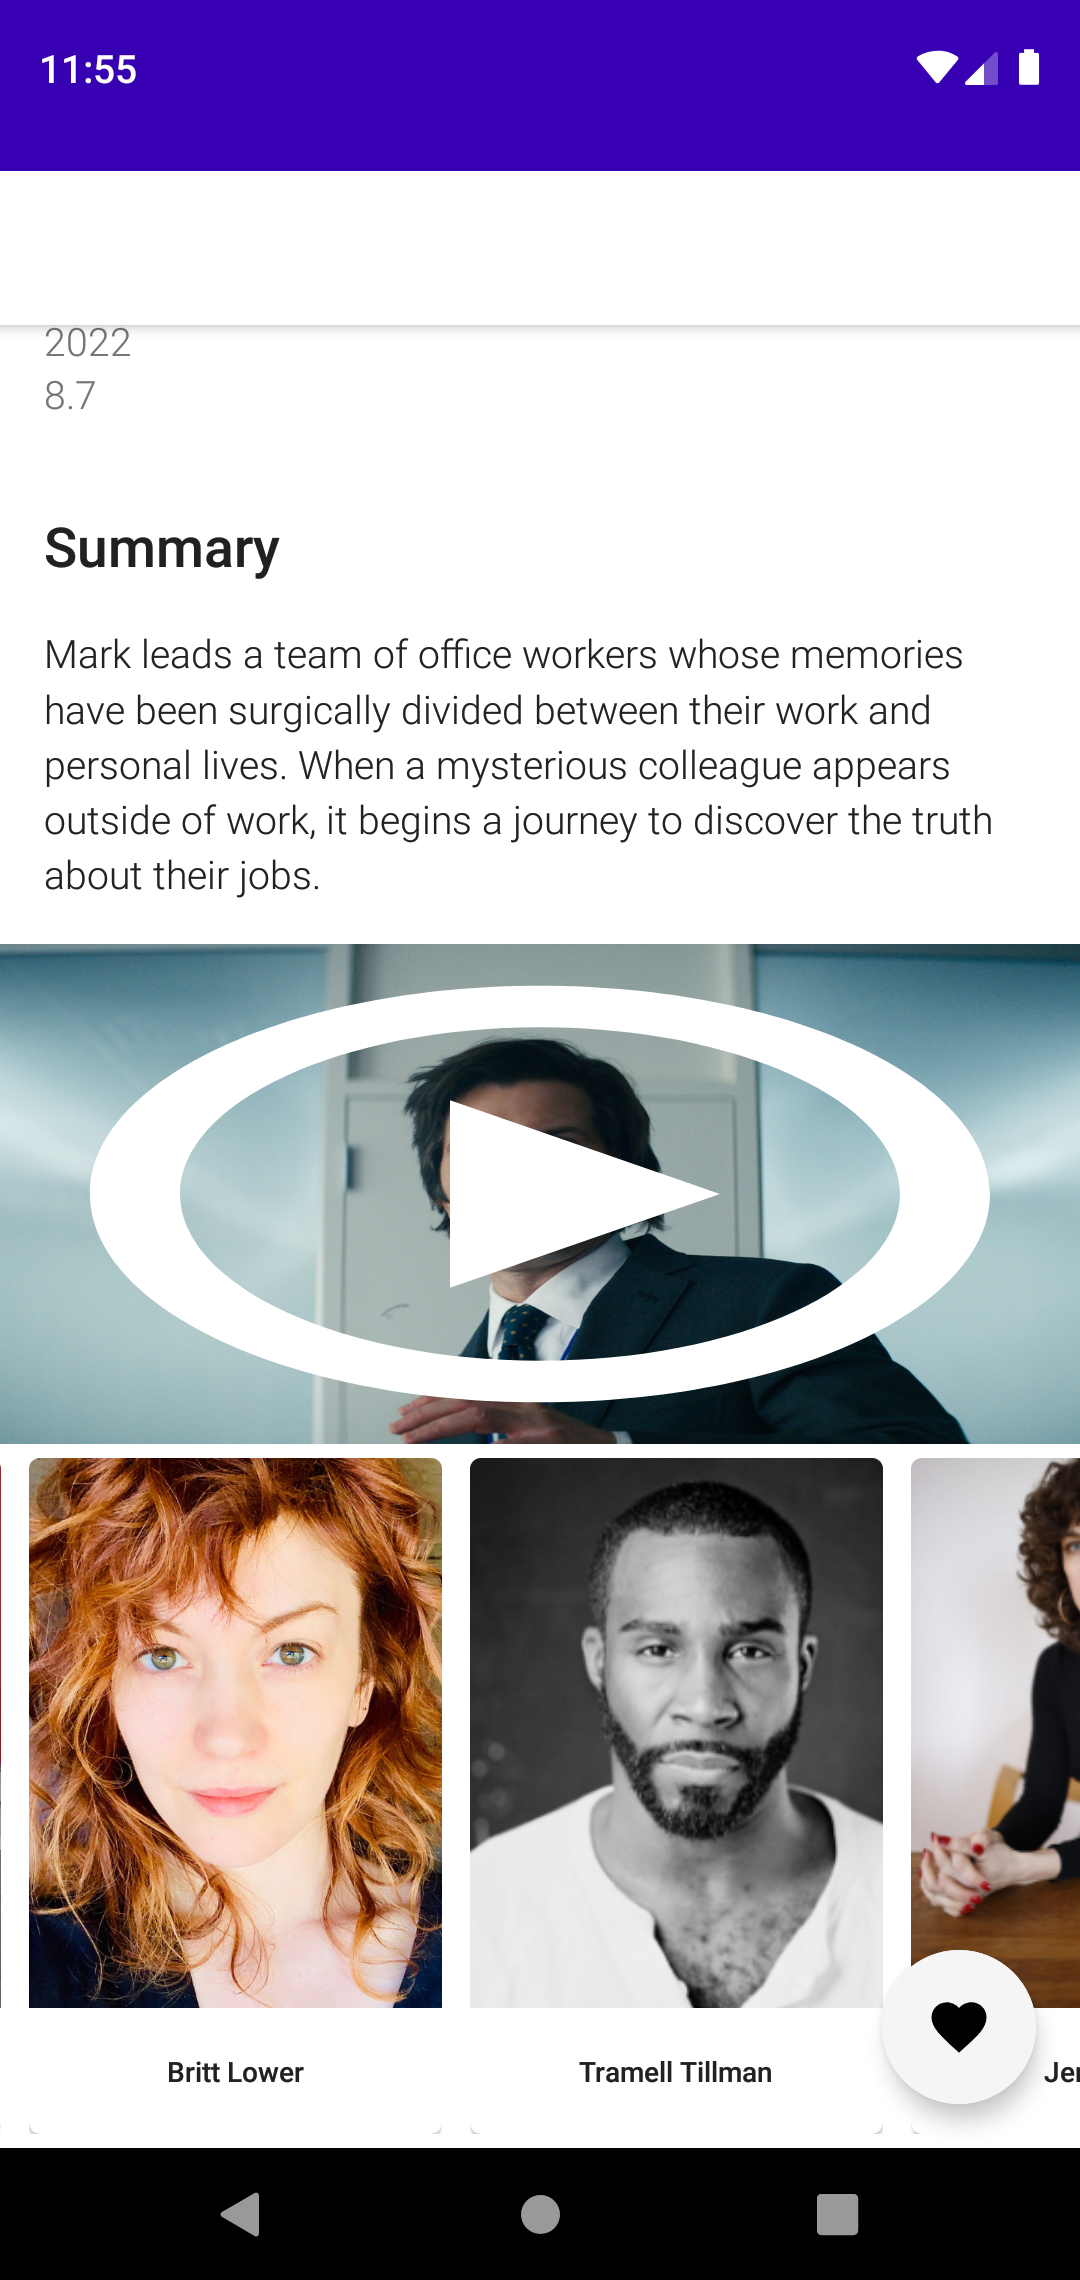 11:55
2022
8.7
Summary
Mark leads a team of office workers whose memories
have been surgically divided between their work and
personal lives. When a mysterious colleague appears
outside of work, it begins a journey to discover the truth
about their jobs.
Britt Lower
Tramell Tillman